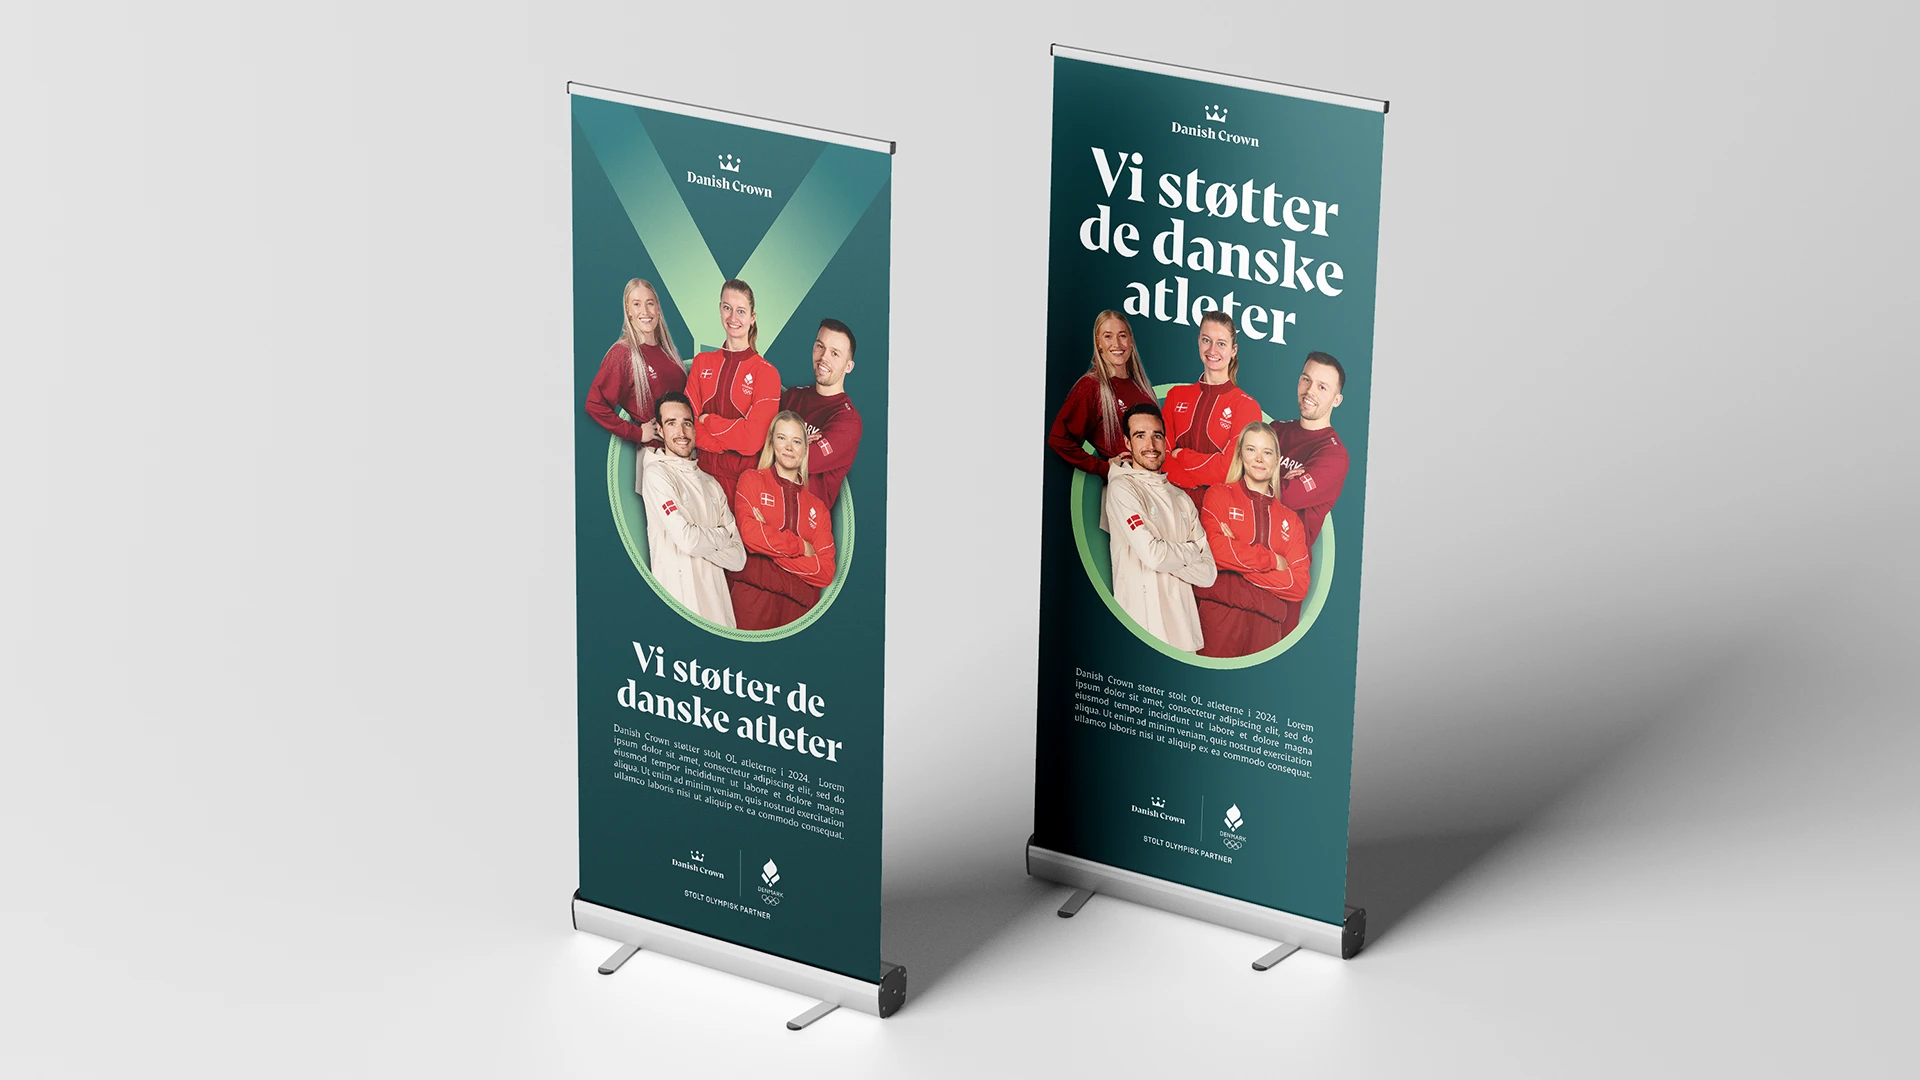 Danish Crown
Vi støtter de
danske atleter
Danish Crown støtter stolt OL atleterne i 2024. Lorem
ipsum dolor sit amet, consectetur adipiscing elit, sed do
eiusmod tempor incididunt ut labore et dolore magna
aliqua. Ut enim ad minim veniam, quis nostrud exercitation
ullamco laboris nisi ut aliquip ex ea commodo consequat.
Danish Crown
DENMARK
STOLT OLYMPISK PARTNER
Danish Crown
Vi støtter
de danske
atleter
Danish Crown støtter stolt OL atleterne i 2024. Lorem
ipsum dolor sit amet, consectetur adipiscing elit, sed do
eiusmod tempor incididunt ut labore et dolore magna
aliqua. Ut enim ad minim veniam, quis nostrud exercitation
ullamco laboris nisi ut aliquip ex ea commodo consequat.
Danish Crown
DENMARK
STOLT OLYMPISK PARTNER